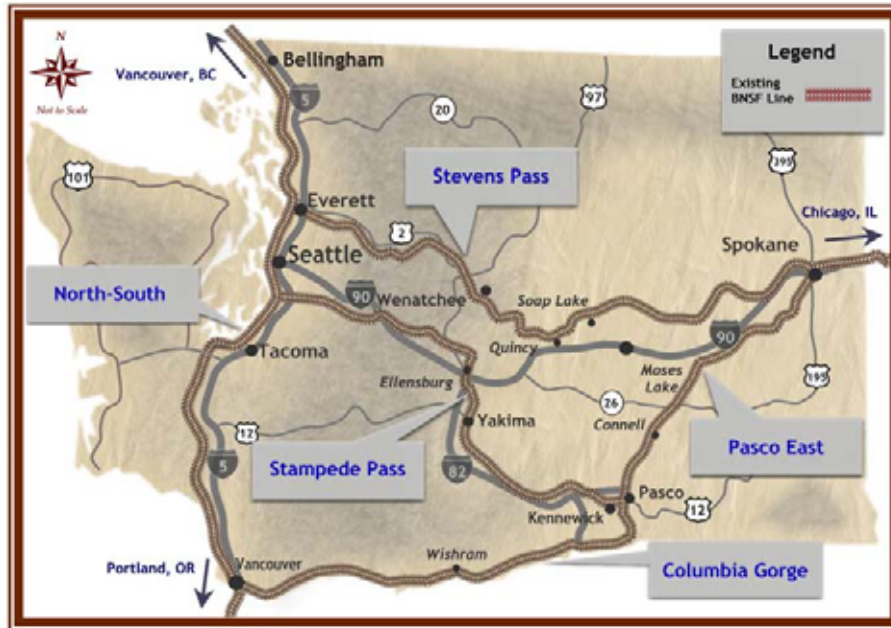 N
Not to Scale
Vancouver, BC
Bellingham
5
20
97
Legend
Existing
BNSF Line
101
395
Stevens Pass
Everett
2
Chicago, IL
Spokane
Seattle
North-South
90
Wenatchee
Soap Lake
90
Quincy
Tacoma
Moses
Lake
Ellensburg
26
195
12
Yakima
Connell
Stampede Pass
Pasco East
5
82
Pasco
12
Kennewick
Wishram
Portland, OR
Vancouver
Columbia Gorge